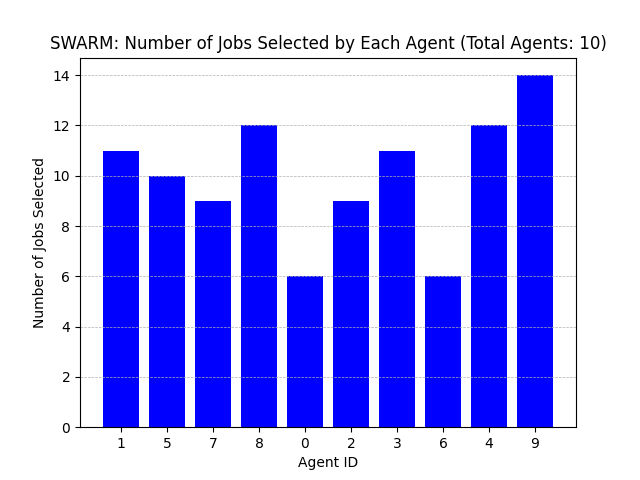 SWARM: Number of Jobs Selected by Each Agent (Total Agents: 10)
14
12
10
8
6
4
2
0
Number of Jobs Selected
1 5 7 8 0 2 3 6 4 9
Agent ID